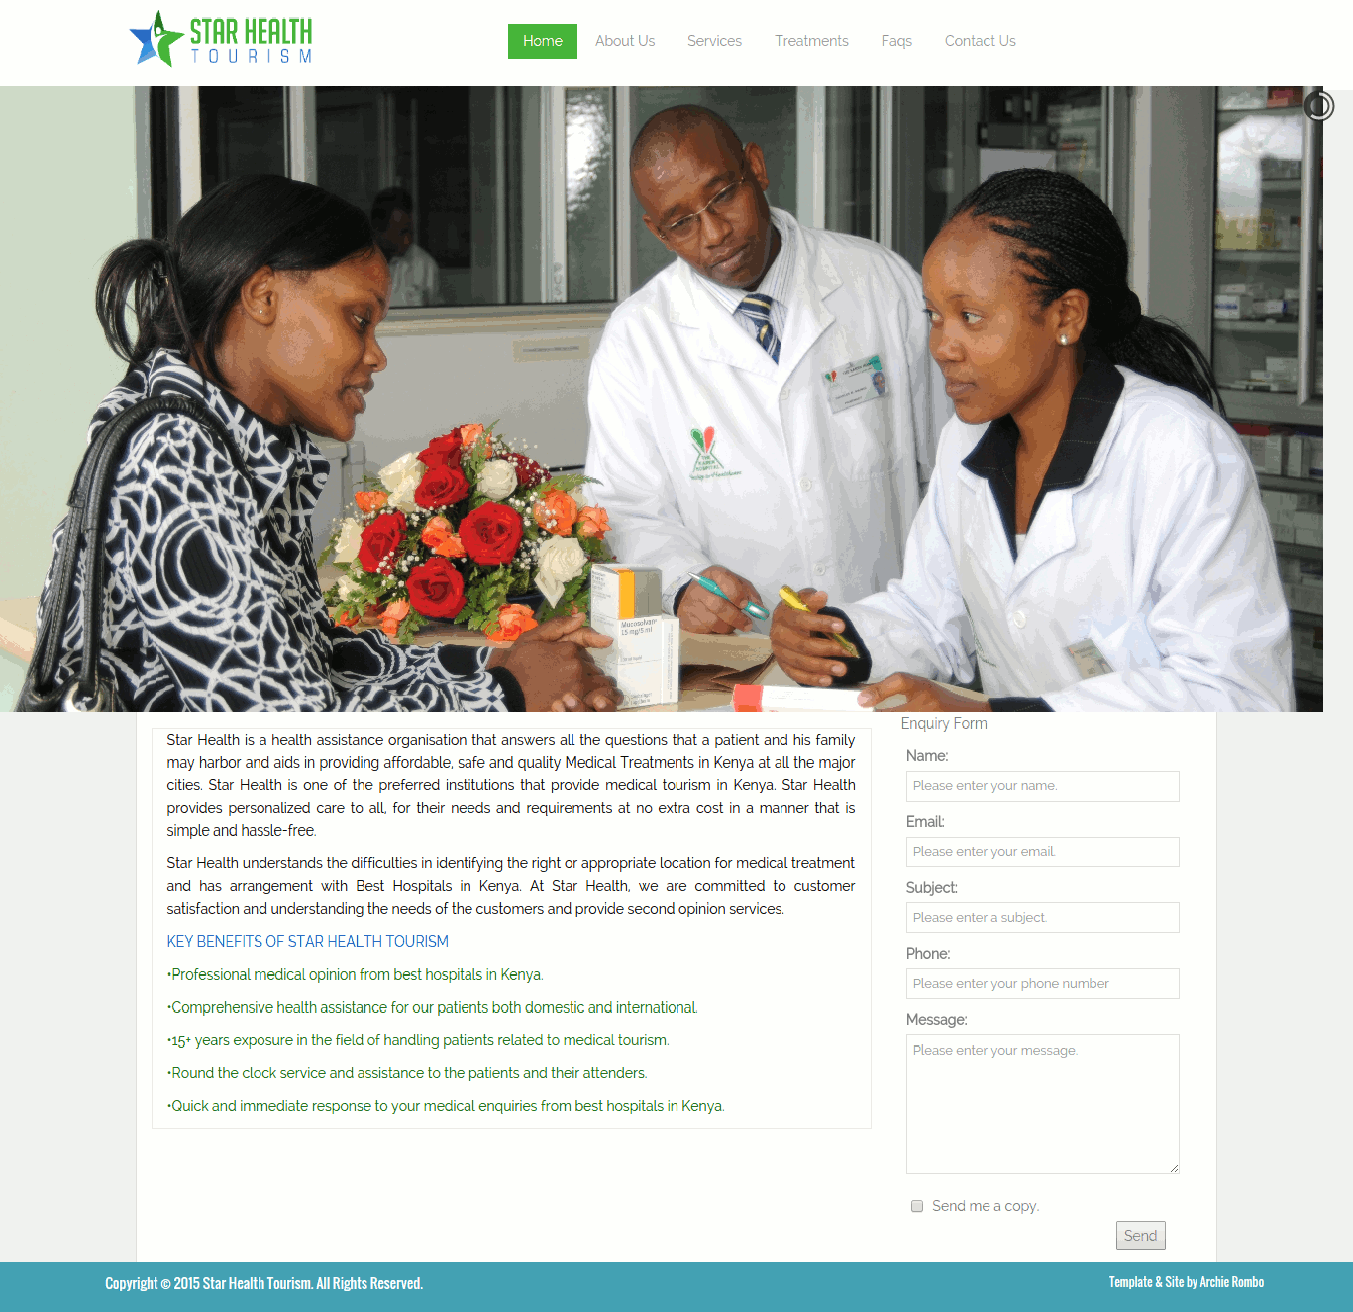 STAR HEALTH
TOURISM
Home About Us Services Treatments Faqs Contact Us
Mucosolvan
15 mg/5 ml
Star Health is a health assistance organisation that answers all the questions that a patient and his family
may harbor and aids in providing affordable, safe and quality Medical Treatments in Kenya at all the major
cities. Star Health is one of the preferred institutions that provide medical tourism in Kenya. Star Health
provides personalized care to all, for their needs and requirements at no extra cost in a manner that is
simple and hassle-free.
Star Health understands the difficulties in identifying the right or appropriate location for medical treatment
and has arrangement with Best Hospitals in Kenya. At Star Health, we are committed to customer
satisfaction and understanding the needs of the customers and provide second opinion services.
KEY BENEFITS OF STAR HEALTH TOURISM
•Professional medical opinion from best hospitals in Kenya.
•Comprehensive health assistance for our patients both domestic and international.
•15+ years exposure in the field of handling patients related to medical tourism.
•Round the clock service and assistance to the patients and their attenders.
•Quick and immediate response to your medical enquiries from best hospitals in Kenya.
Enquiry Form
Name:
Please enter your name.
Email:
Please enter your email.
Subject:
Please enter a subject.
Phone:
Please enter your phone number
Message:
Please enter your message.
Send me a copy.
Send
Copyright © 2015 Star Health Tourism. All Rights Reserved.
Template & Site by Archie Rombo